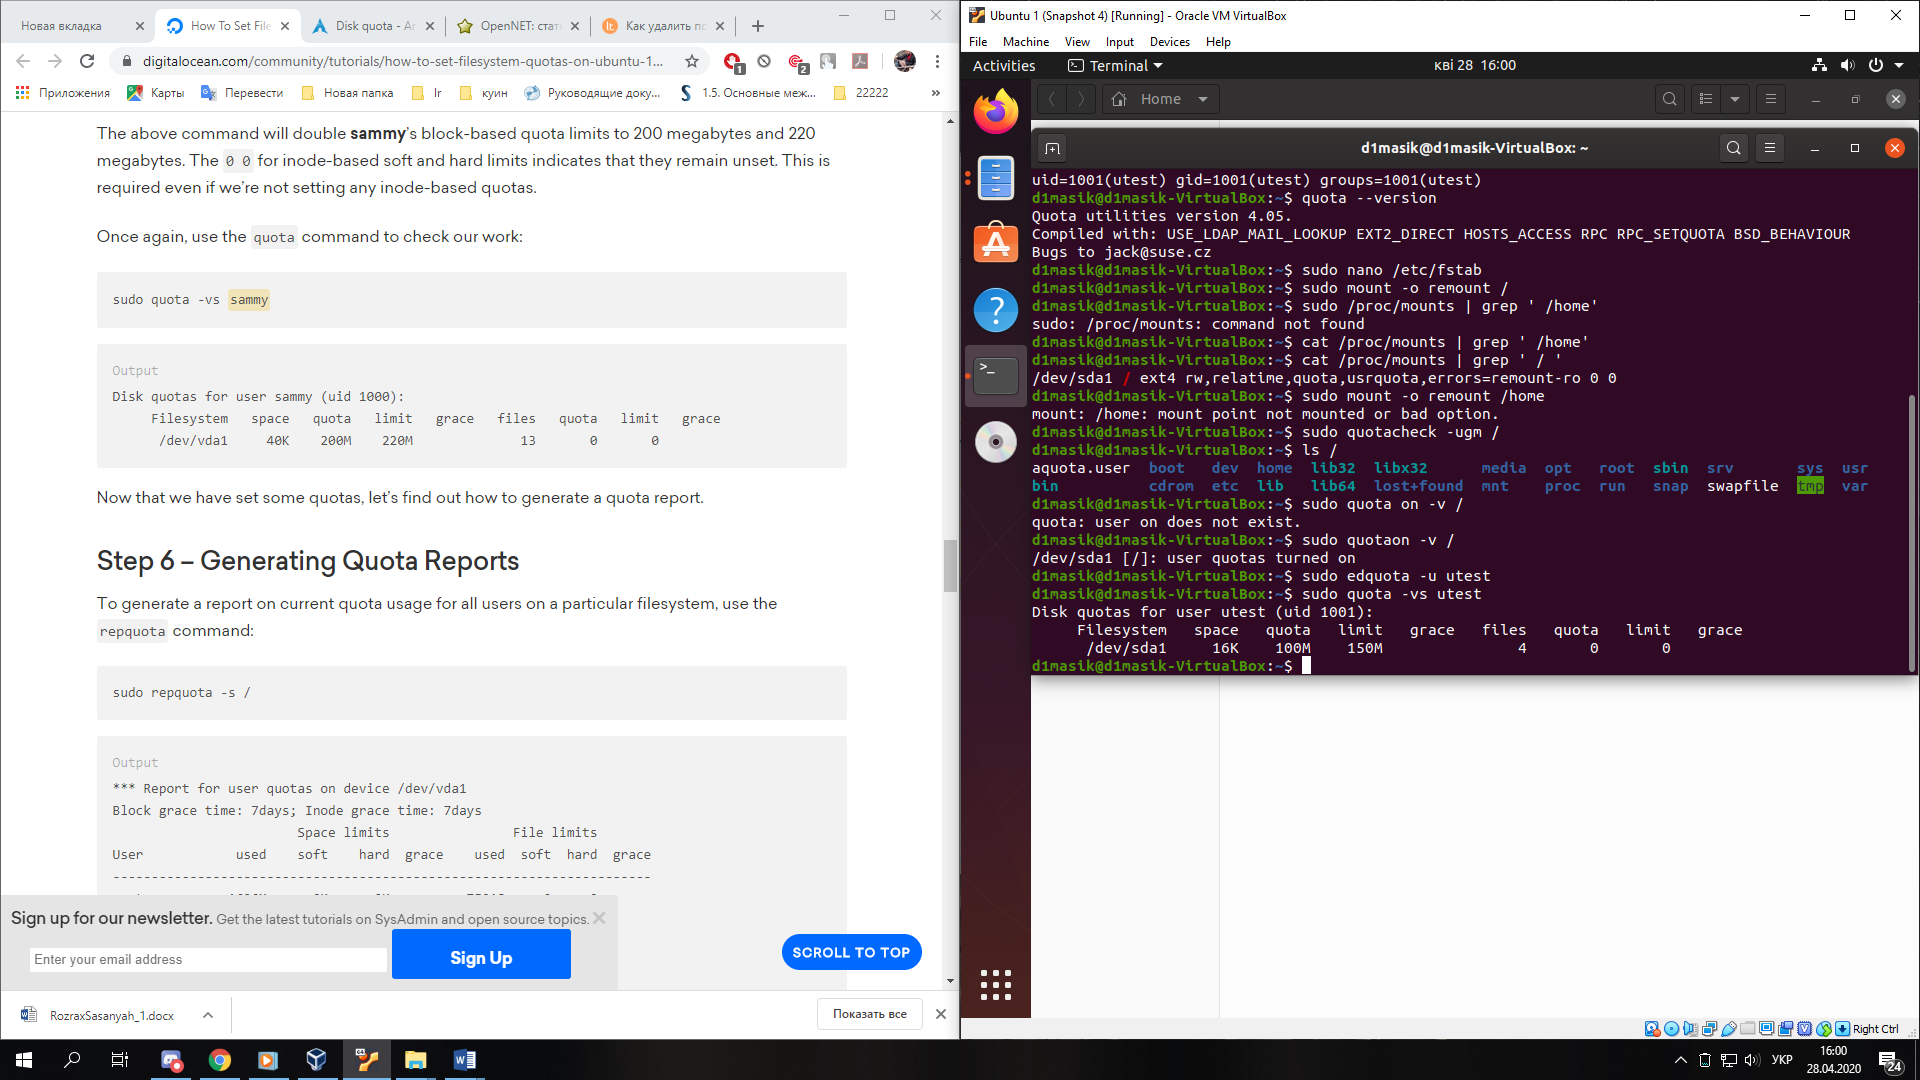 Новая вкладка
How To Set File
Disk quota - Ar
OpenNET: стат
Как удалить по
digitalocean.com/community/tutorials/how-to-set-filesystem-quotas-on-ubuntu-1...
1
2
Приложения
Карты
Перевести
Новая папка
Ir
куин
Руководящие доку...
1.5. Основные меж...
22222
»
The above command will double sammy's block-based quota limits to 200 megabytes and 220
megabytes. The 0 0 for inode-based soft and hard limits indicates that they remain unset. This is
required even if we're not setting any inode-based quotas.
Once again, use the quota command to check our work:
sudo quota -vs sammy
Output
Disk quotas for user sammy (uid 1000):
Filesystem space quota limit grace files quota limit grace
/dev/vda1 40K 200M 220M 13 0 0
Now that we have set some quotas, let's find out how to generate a quota report.
Step 6 – Generating Quota Reports
To generate a report on current quota usage for all users on a particular filesystem, use the
repquota command:
sudo repquota -s /
Output
*** Report for user quotas on device /dev/vda1
Block grace time: 7days; Inode grace time: 7days
Space limits File limits
User used soft hard grace used soft hard grace
----------------------------------------------------------------------
Sign up for our newsletter. Get the latest tutorials on SysAdmin and open source topics.
Enter your email address
Sign Up
SCROLL TO TOP
RozraxSasanyah_1.docx
Показать все
Ubuntu 1 (Snapshot 4) [Running] - Oracle VM VirtualBox
File Machine View Input Devices Help
Activities
Terminal
кві 28 16:00
Home
d1masik@d1masik-VirtualBox: ~
uid=1001(utest) gid=1001(utest) groups=1001(utest)
d1masik@d1masik-VirtualBox:~$ quota --version
Quota utilities version 4.05.
Compiled with: USE_LDAP_MAIL_LOOKUP EXT2_DIRECT HOSTS_ACCESS RPC RPC_SETQUOTA BSD_BEHAVIOUR
Bugs to jack@suse.cz
d1masik@d1masik-VirtualBox:~$ sudo nano /etc/fstab
d1masik@d1masik-VirtualBox:~$ sudo mount -o remount /
d1masik@d1masik-VirtualBox:~$ sudo /proc/mounts | grep ' /home'
sudo: /proc/mounts: command not found
d1masik@d1masik-VirtualBox:~$ cat /proc/mounts | grep ' /home'
d1masik@d1masik-VirtualBox:~$ cat /proc/mounts | grep ' / '
/dev/sda1 / ext4 rw,relatime,quota,usrquota,errors=remount-ro 0 0
d1masik@d1masik-VirtualBox:~$ sudo mount -o remount /home
mount: /home: mount point not mounted or bad option.
d1masik@d1masik-VirtualBox:~$ sudo quotacheck -ugm /
d1masik@d1masik-VirtualBox:~$ ls /
aquota.user boot dev home lib32 libx32 media opt root sbin srv sys usr
bin cdrom etc lib lib64 lost+found mnt proc run snap swapfile tmp var
d1masik@d1masik-VirtualBox:~$ sudo quota on -v /
quota: user on does not exist.
d1masik@d1masik-VirtualBox:~$ sudo quotaon -v /
/dev/sda1 [/]: user quotas turned on
d1masik@d1masik-VirtualBox:~$ sudo edquota -u utest
d1masik@d1masik-VirtualBox:~$ sudo quota -vs utest
Disk quotas for user utest (uid 1001):
Filesystem space quota limit grace files quota limit grace
/dev/sda1 16K 100M 150M 4 0 0
d1masik@d1masik-VirtualBox:~$
Right Ctrl
УКР
16:00
28.04.2020
24